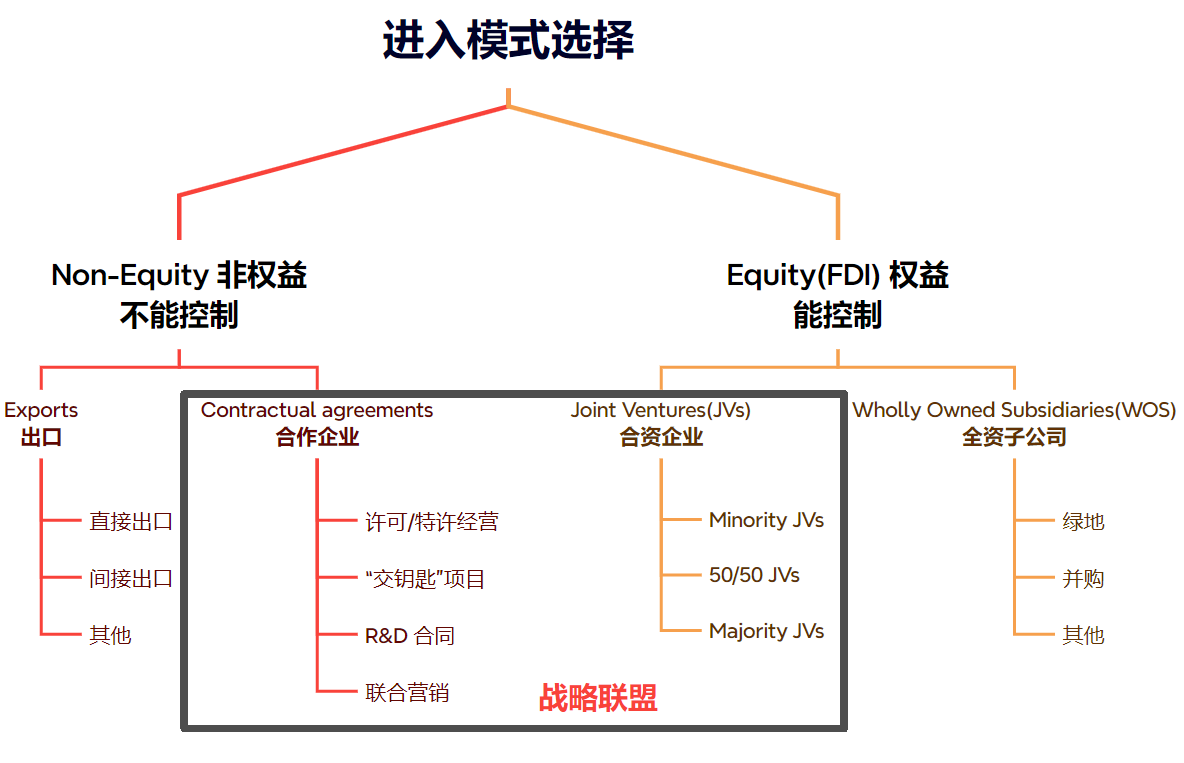 进入模式选择
Non-Equity 非权益
不能控制
Equity(FDI) 权益
能控制
Exports
出口
直接出口
间接出口
其他
Contractual agreements
合作企业
许可/特许经营
“交钥匙”项目
R&D 合同
联合营销
Joint Ventures(JVs)
合资企业
Minority JVs
50/50 JVs
Majority JVs
战略联盟
Wholly Owned Subsidiaries(WOS)
全资子公司
绿地
并购
其他